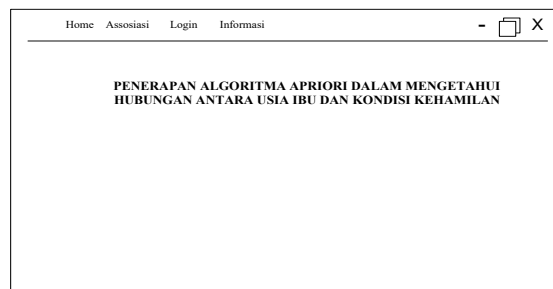 Home Assosiasi Login Informasi - X
PENERAPAN ALGORITMA APRIORI DALAM MENGETAHUI
HUBUNGAN ANTARA USIA IBU DAN KONDISI KEHAMILAN